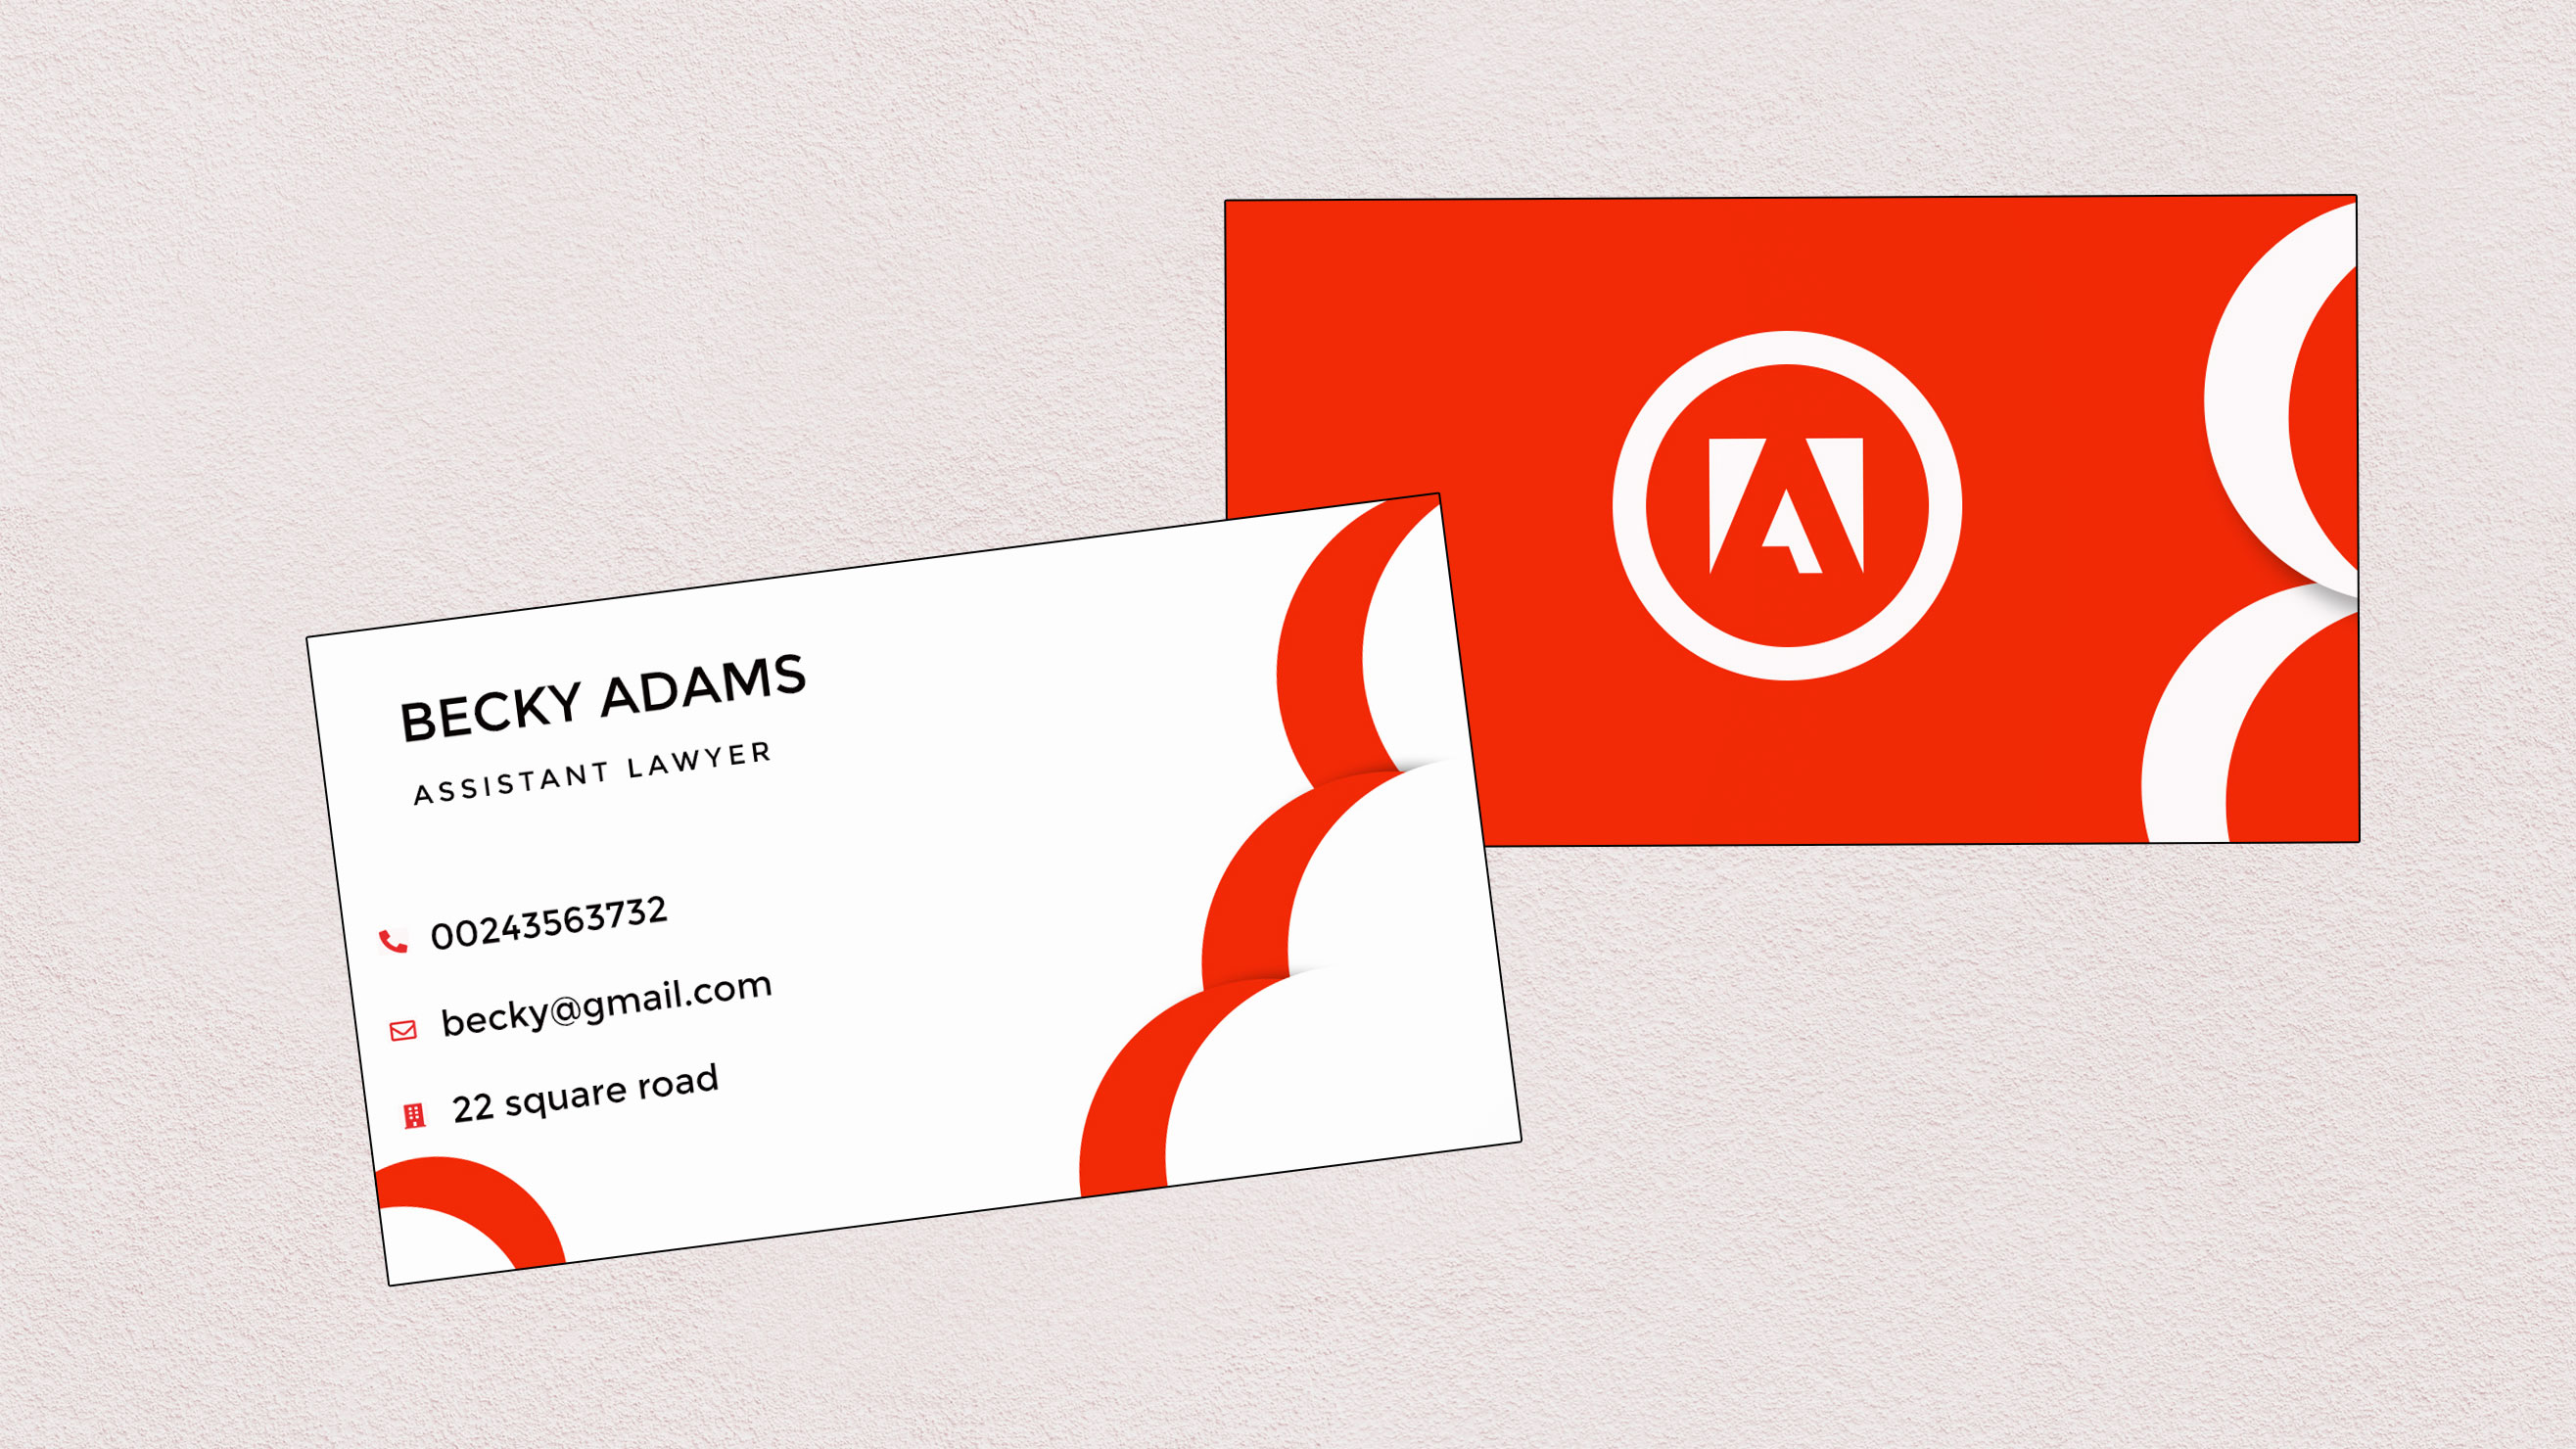 BECKY ADAMS
ASSISTANT LAWYER
00243563732
becky@gmail.com
22 square road